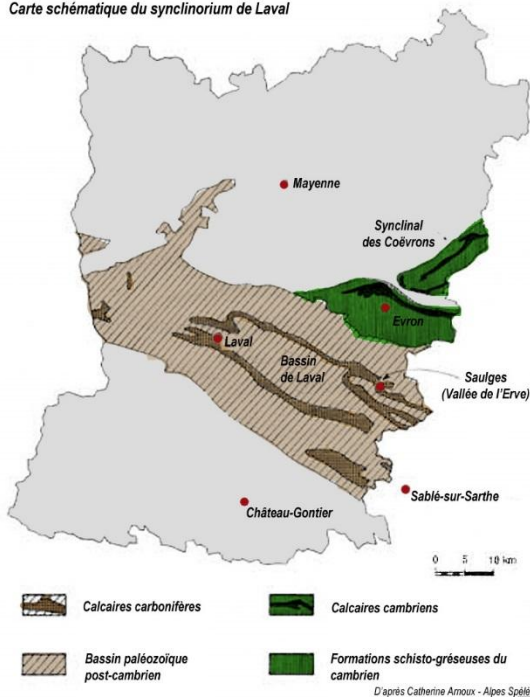 Carte schématique du synclinorium de Laval
Mayenne
Synclinal
des Coëvrons
Evron
Laval
Bassin
de Laval
Saulges
(Vallée de l'Erve)
Sablé-sur-Sarthe
Château-Gontier
0 5 10 km
Calcaires carbonifères
Calcaires cambriens
Bassin paléozoïque
post-cambrien
Formations schisto-gréseuses du
cambrien
D'après Catherine Arnoux - Alpes Spélé